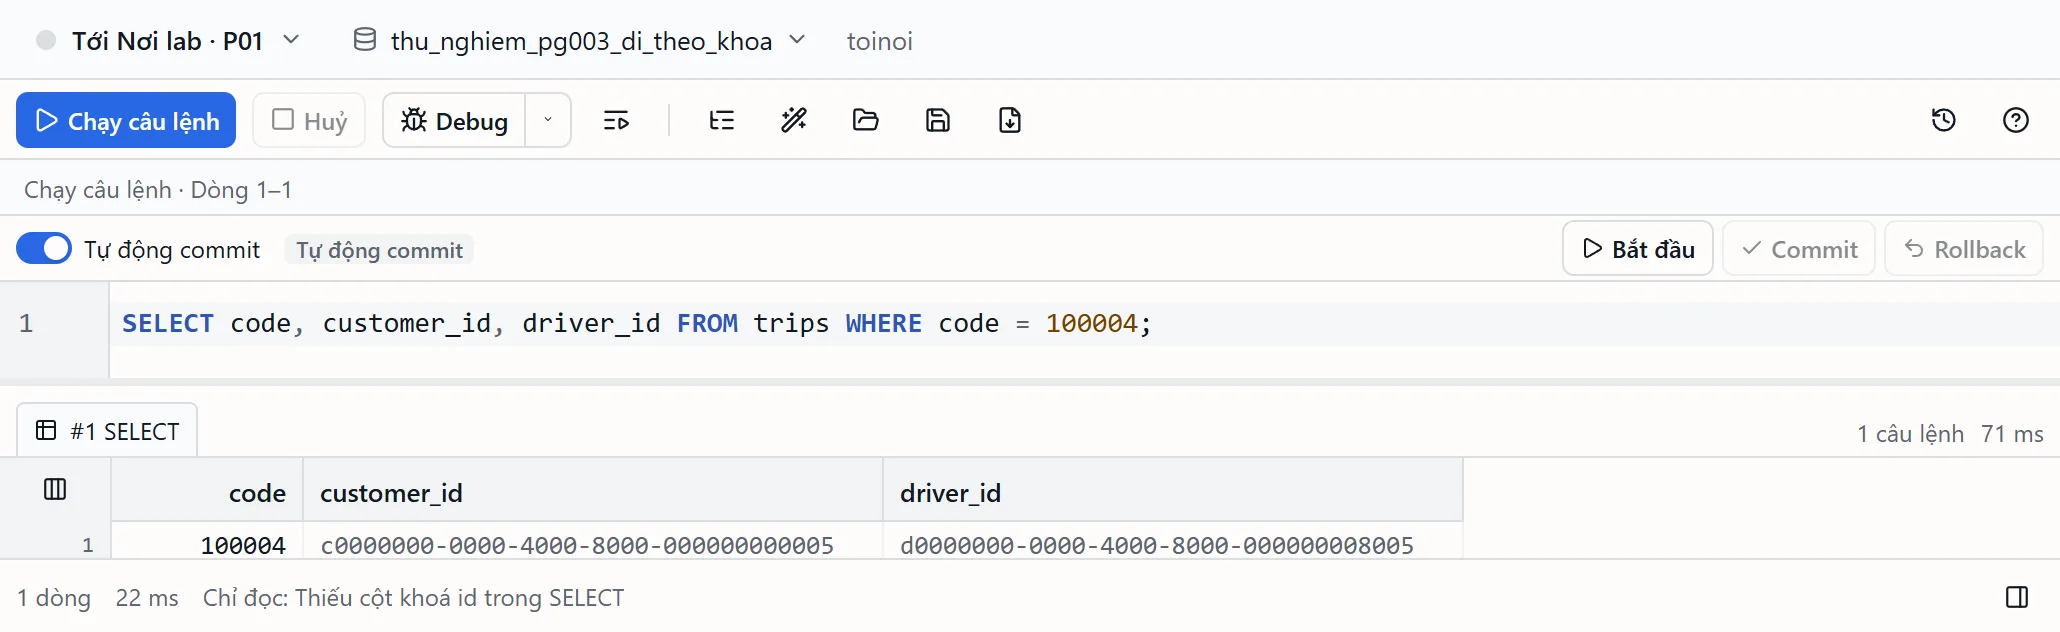 Tới Nơi lab · P01 thu_nghiem_pg003_di_theo_khoa toinoi
Chạy câu lệnh Huỷ Debug
Chạy câu lệnh · Dòng 1–1
Tự động commit Tự động commit Bắt đầu Commit Rollback
1 SELECT code, customer_id, driver_id FROM trips WHERE code = 100004;
#1 SELECT 1 câu lệnh 71 ms
code customer_id driver_id
1 100004 c0000000-0000-4000-8000-000000000005 d0000000-0000-4000-8000-000000008005
1 dòng 22 ms Chỉ đọc: Thiếu cột khoá id trong SELECT